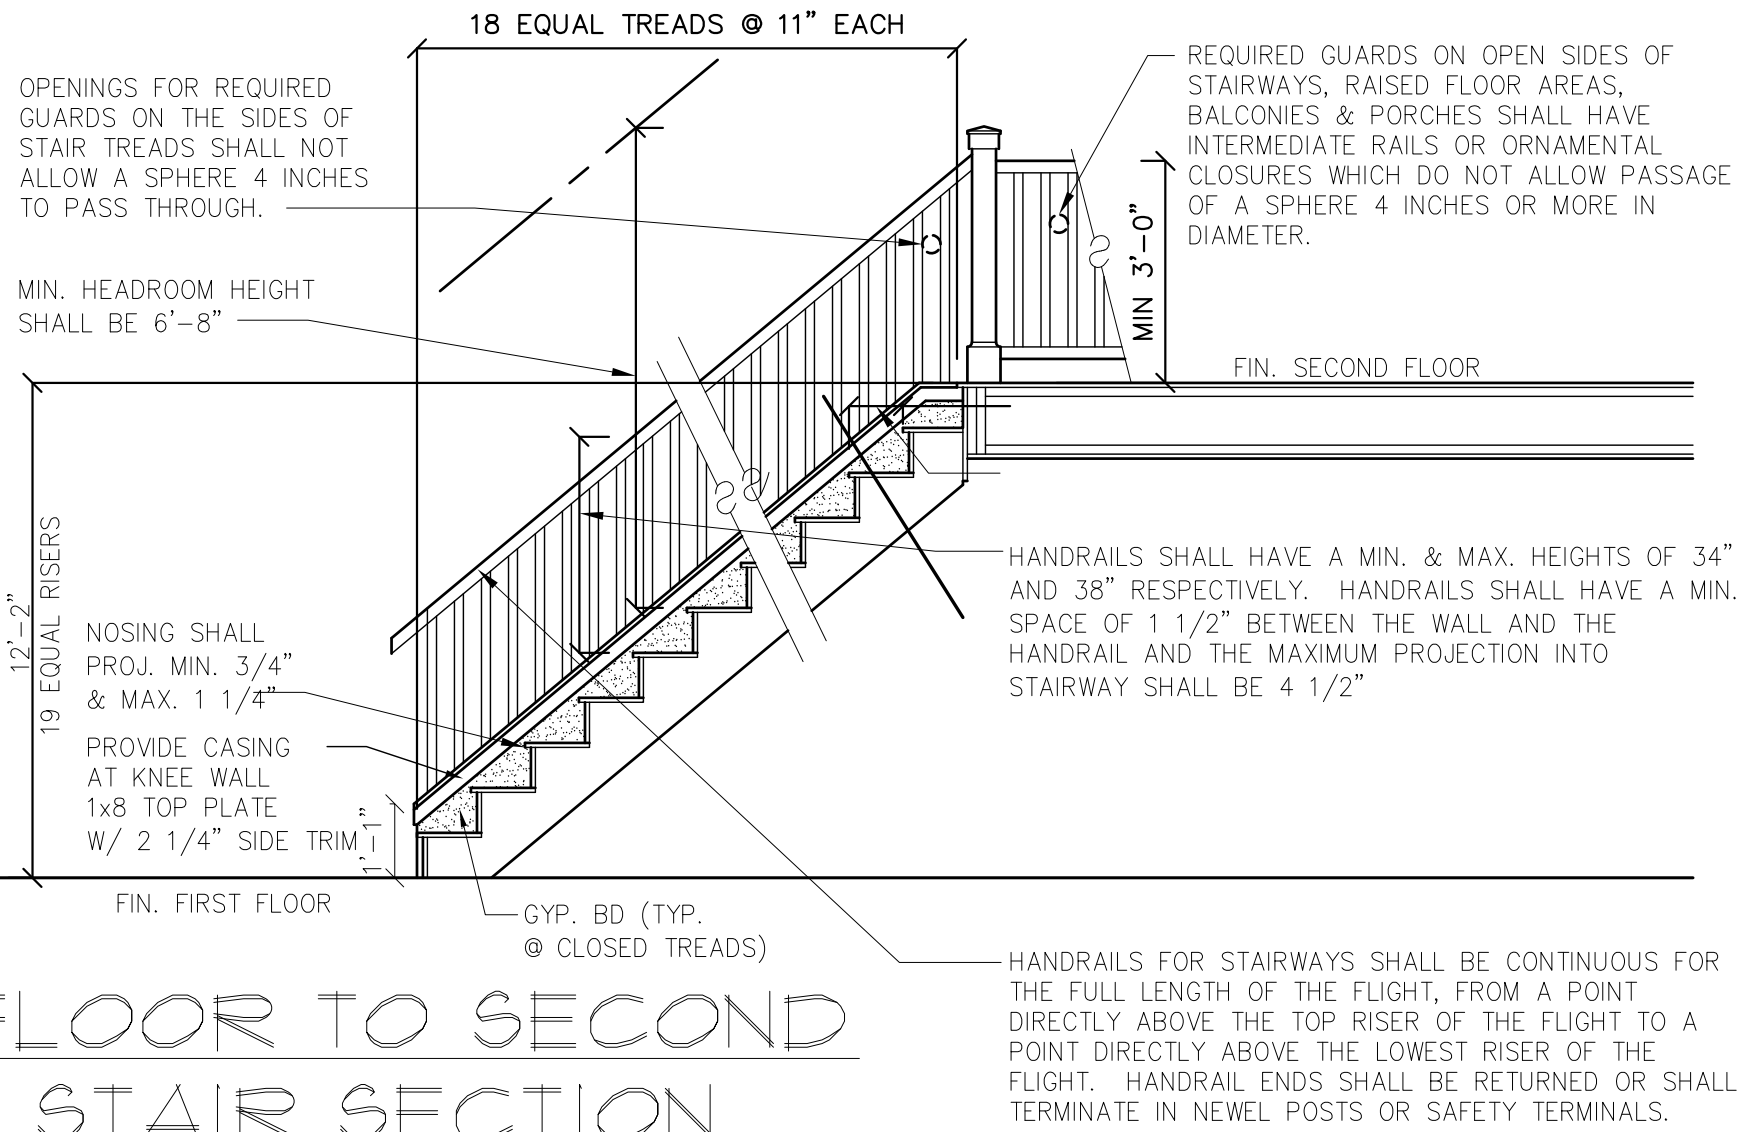 18 EQUAL TREADS @ 11” EACH
OPENINGS FOR REQUIRED
GUARDS ON THE SIDES OF
STAIR TREADS SHALL NOT
ALLOW A SPHERE 4 INCHES
TO PASS THROUGH.
REQUIRED GUARDS ON OPEN SIDES OF
STAIRWAYS, RAISED FLOOR AREAS,
BALCONIES & PORCHES SHALL HAVE
INTERMEDIATE RAILS OR ORNAMENTAL
CLOSURES WHICH DO NOT ALLOW PASSAGE
OF A SPHERE 4 INCHES OR MORE IN
DIAMETER.
MIN 3’-0”
MIN. HEADROOM HEIGHT
SHALL BE 6’-8”
FIN. SECOND FLOOR
12’-2”
19 EQUAL RISERS
HANDRAILS SHALL HAVE A MIN. & MAX. HEIGHTS OF 34”
AND 38” RESPECTIVELY. HANDRAILS SHALL HAVE A MIN.
SPACE OF 1 1/2” BETWEEN THE WALL AND THE
HANDRAIL AND THE MAXIMUM PROJECTION INTO
STAIRWAY SHALL BE 4 1/2”
NOSING SHALL
PROJ. MIN. 3/4”
& MAX. 1 1/4”
PROVIDE CASING
AT KNEE WALL
1x8 TOP PLATE
W/ 2 1/4” SIDE TRIM
1’-1”
FIN. FIRST FLOOR
GYP. BD (TYP.
@ CLOSED TREADS)
HANDRAILS FOR STAIRWAYS SHALL BE CONTINUOUS FOR
THE FULL LENGTH OF THE FLIGHT, FROM A POINT
DIRECTLY ABOVE THE TOP RISER OF THE FLIGHT TO A
POINT DIRECTLY ABOVE THE LOWEST RISER OF THE
FLIGHT. HANDRAIL ENDS SHALL BE RETURNED OR SHALL
TERMINATE IN NEWEL POSTS OR SAFETY TERMINALS.
FLOOR TO SECOND
STAIR SECTION